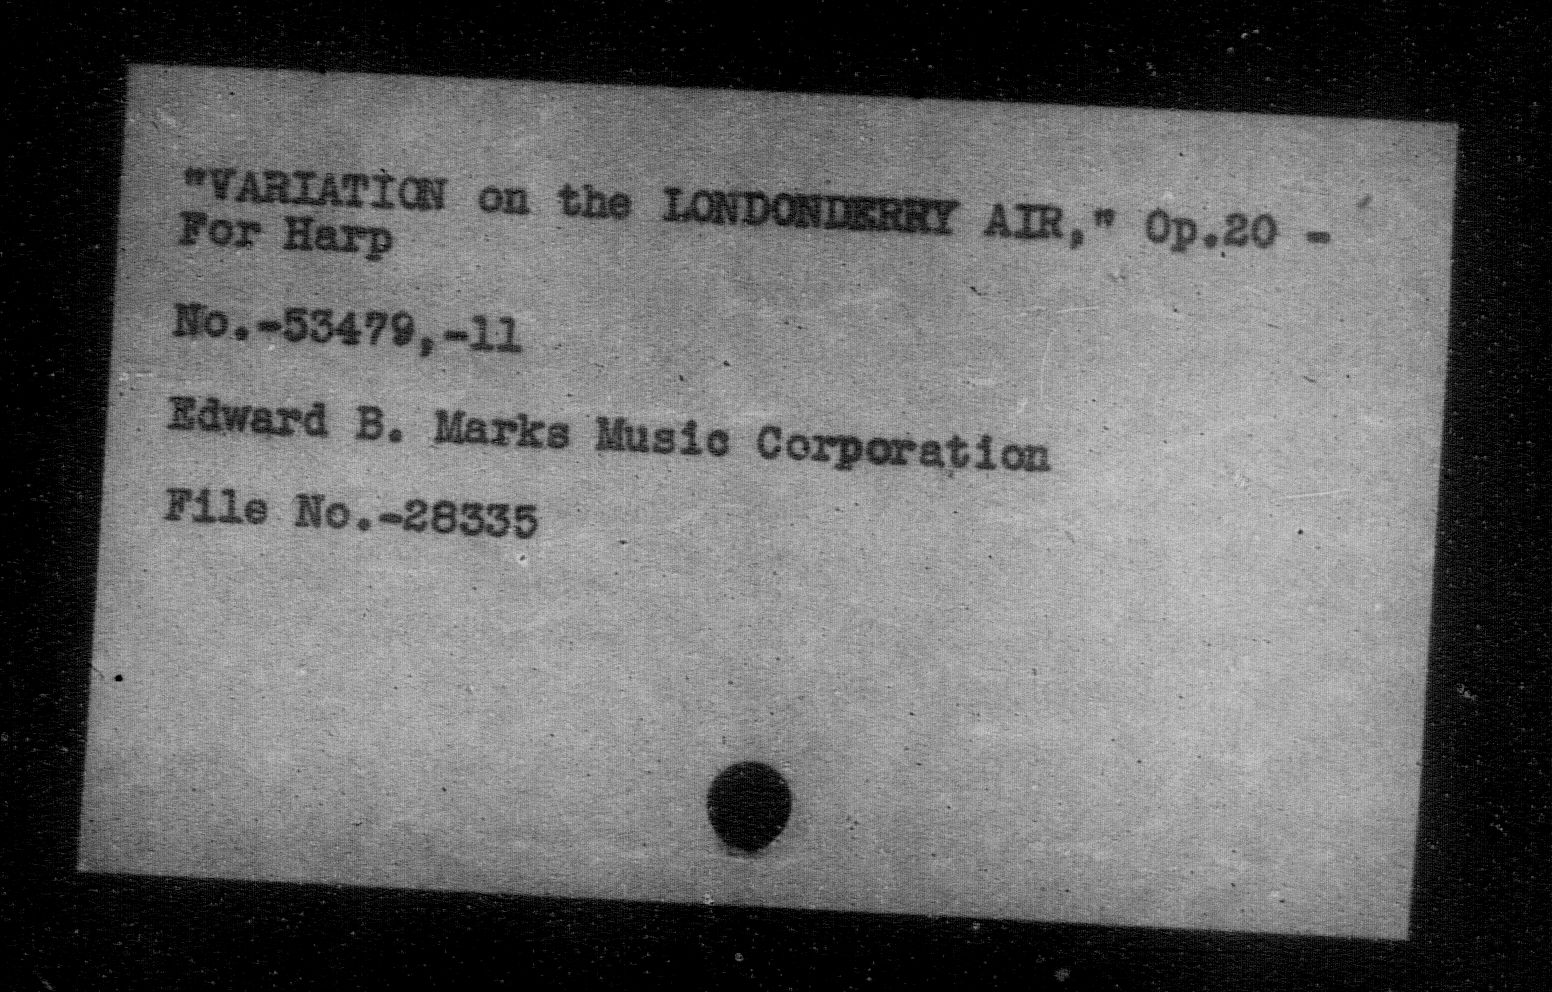 "VARIATION on the LONDONDERRY AIR," Op.20 -
For Harp
No.-53479,-11
Edward B. Marks Music Corporation
File No.-28335